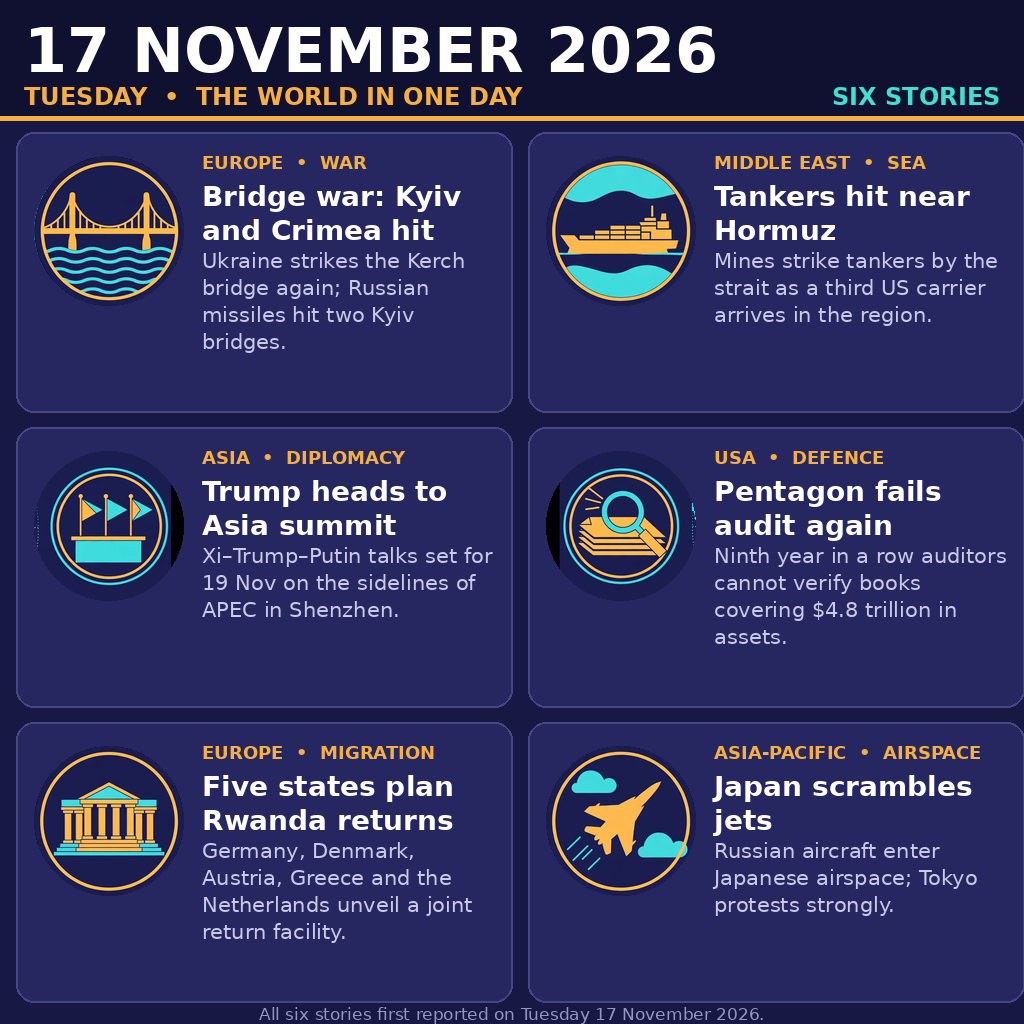 17 NOVEMBER 2026
TUESDAY • THE WORLD IN ONE DAY
SIX STORIES
EUROPE • WAR
Bridge war: Kyiv
and Crimea hit
Ukraine strikes the Kerch
bridge again; Russian
missiles hit two Kyiv
bridges.
MIDDLE EAST • SEA
Tankers hit near
Hormuz
Mines strike tankers by the
strait as a third US carrier
arrives in the region.
ASIA • DIPLOMACY
Trump heads to
Asia summit
Xi–Trump–Putin talks set for
19 Nov on the sidelines of
APEC in Shenzhen.
USA • DEFENCE
Pentagon fails
audit again
Ninth year in a row auditors
cannot verify books
covering $4.8 trillion in
assets.
EUROPE • MIGRATION
Five states plan
Rwanda returns
Germany, Denmark,
Austria, Greece and the
Netherlands unveil a joint
return facility.
ASIA-PACIFIC • AIRSPACE
Japan scrambles
jets
Russian aircraft enter
Japanese airspace; Tokyo
protests strongly.
All six stories first reported on Tuesday 17 November 2026.